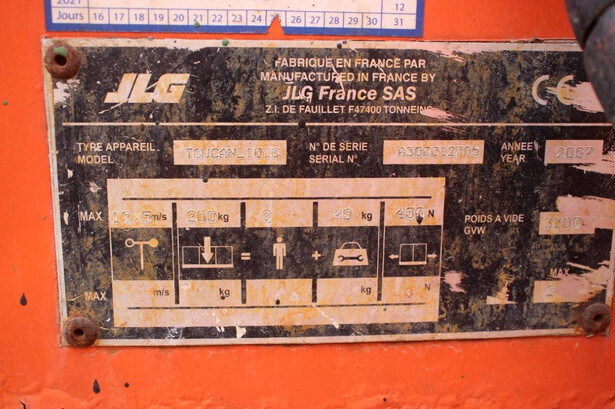 2021 12
Jours 16 17 18 19 20 21 22 23 24 25 26 27 28 29 30 31
FABRIQUE EN FRANCE PAR
MANUFACTURED IN FRANCE BY
JLG
JLG France SAS
CE
Z.I. DE FAUILLET F47400 TONNEINS
TYPE APPAREIL
MODEL
TOUCAN_1010
N° DE SERIE
SERIAL N°
ANNEE
YEAR
2007
MAX m/s 200 kg 2 40 kg 400 N
= +
POIDS A VIDE
GVW
MAX m/s kg kg N
MAX